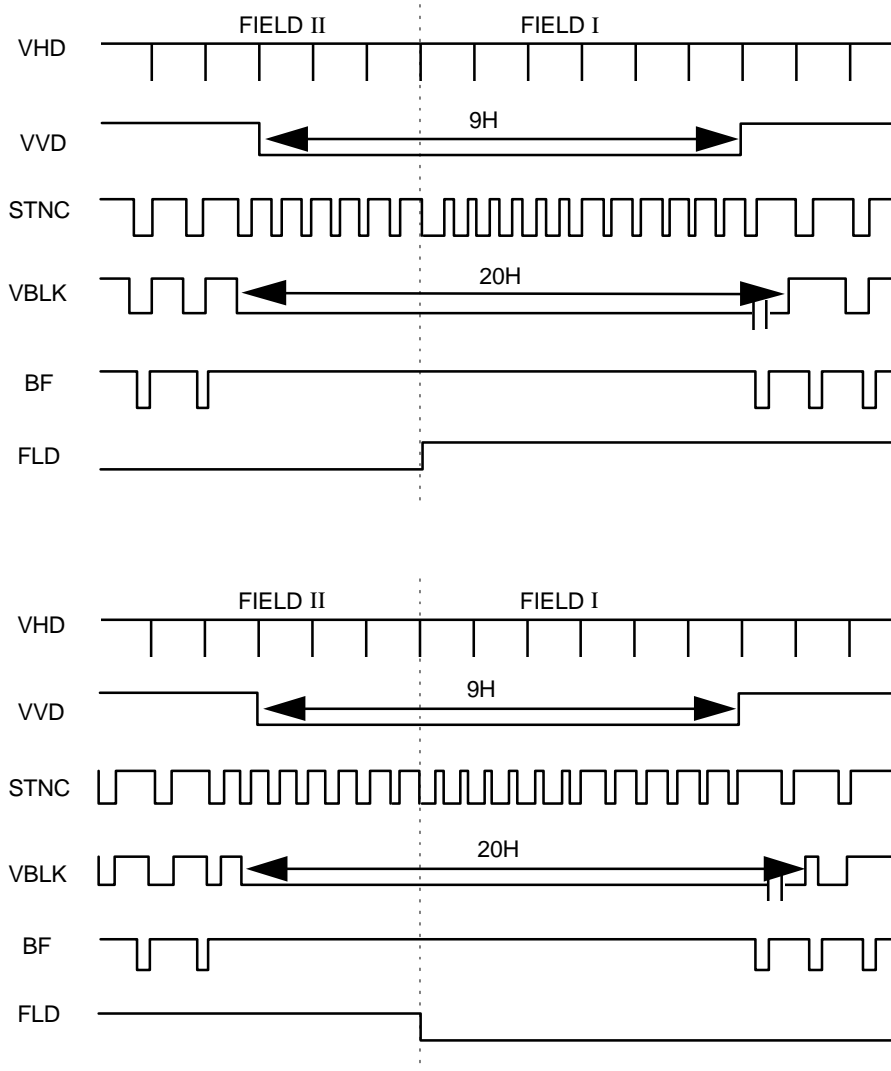 FIELD II FIELD I
VHD
9H
VVD
STNC
20H
VBLK
BF
FLD
FIELD II FIELD I
VHD
9H
VVD
STNC
20H
VBLK
BF
FLD